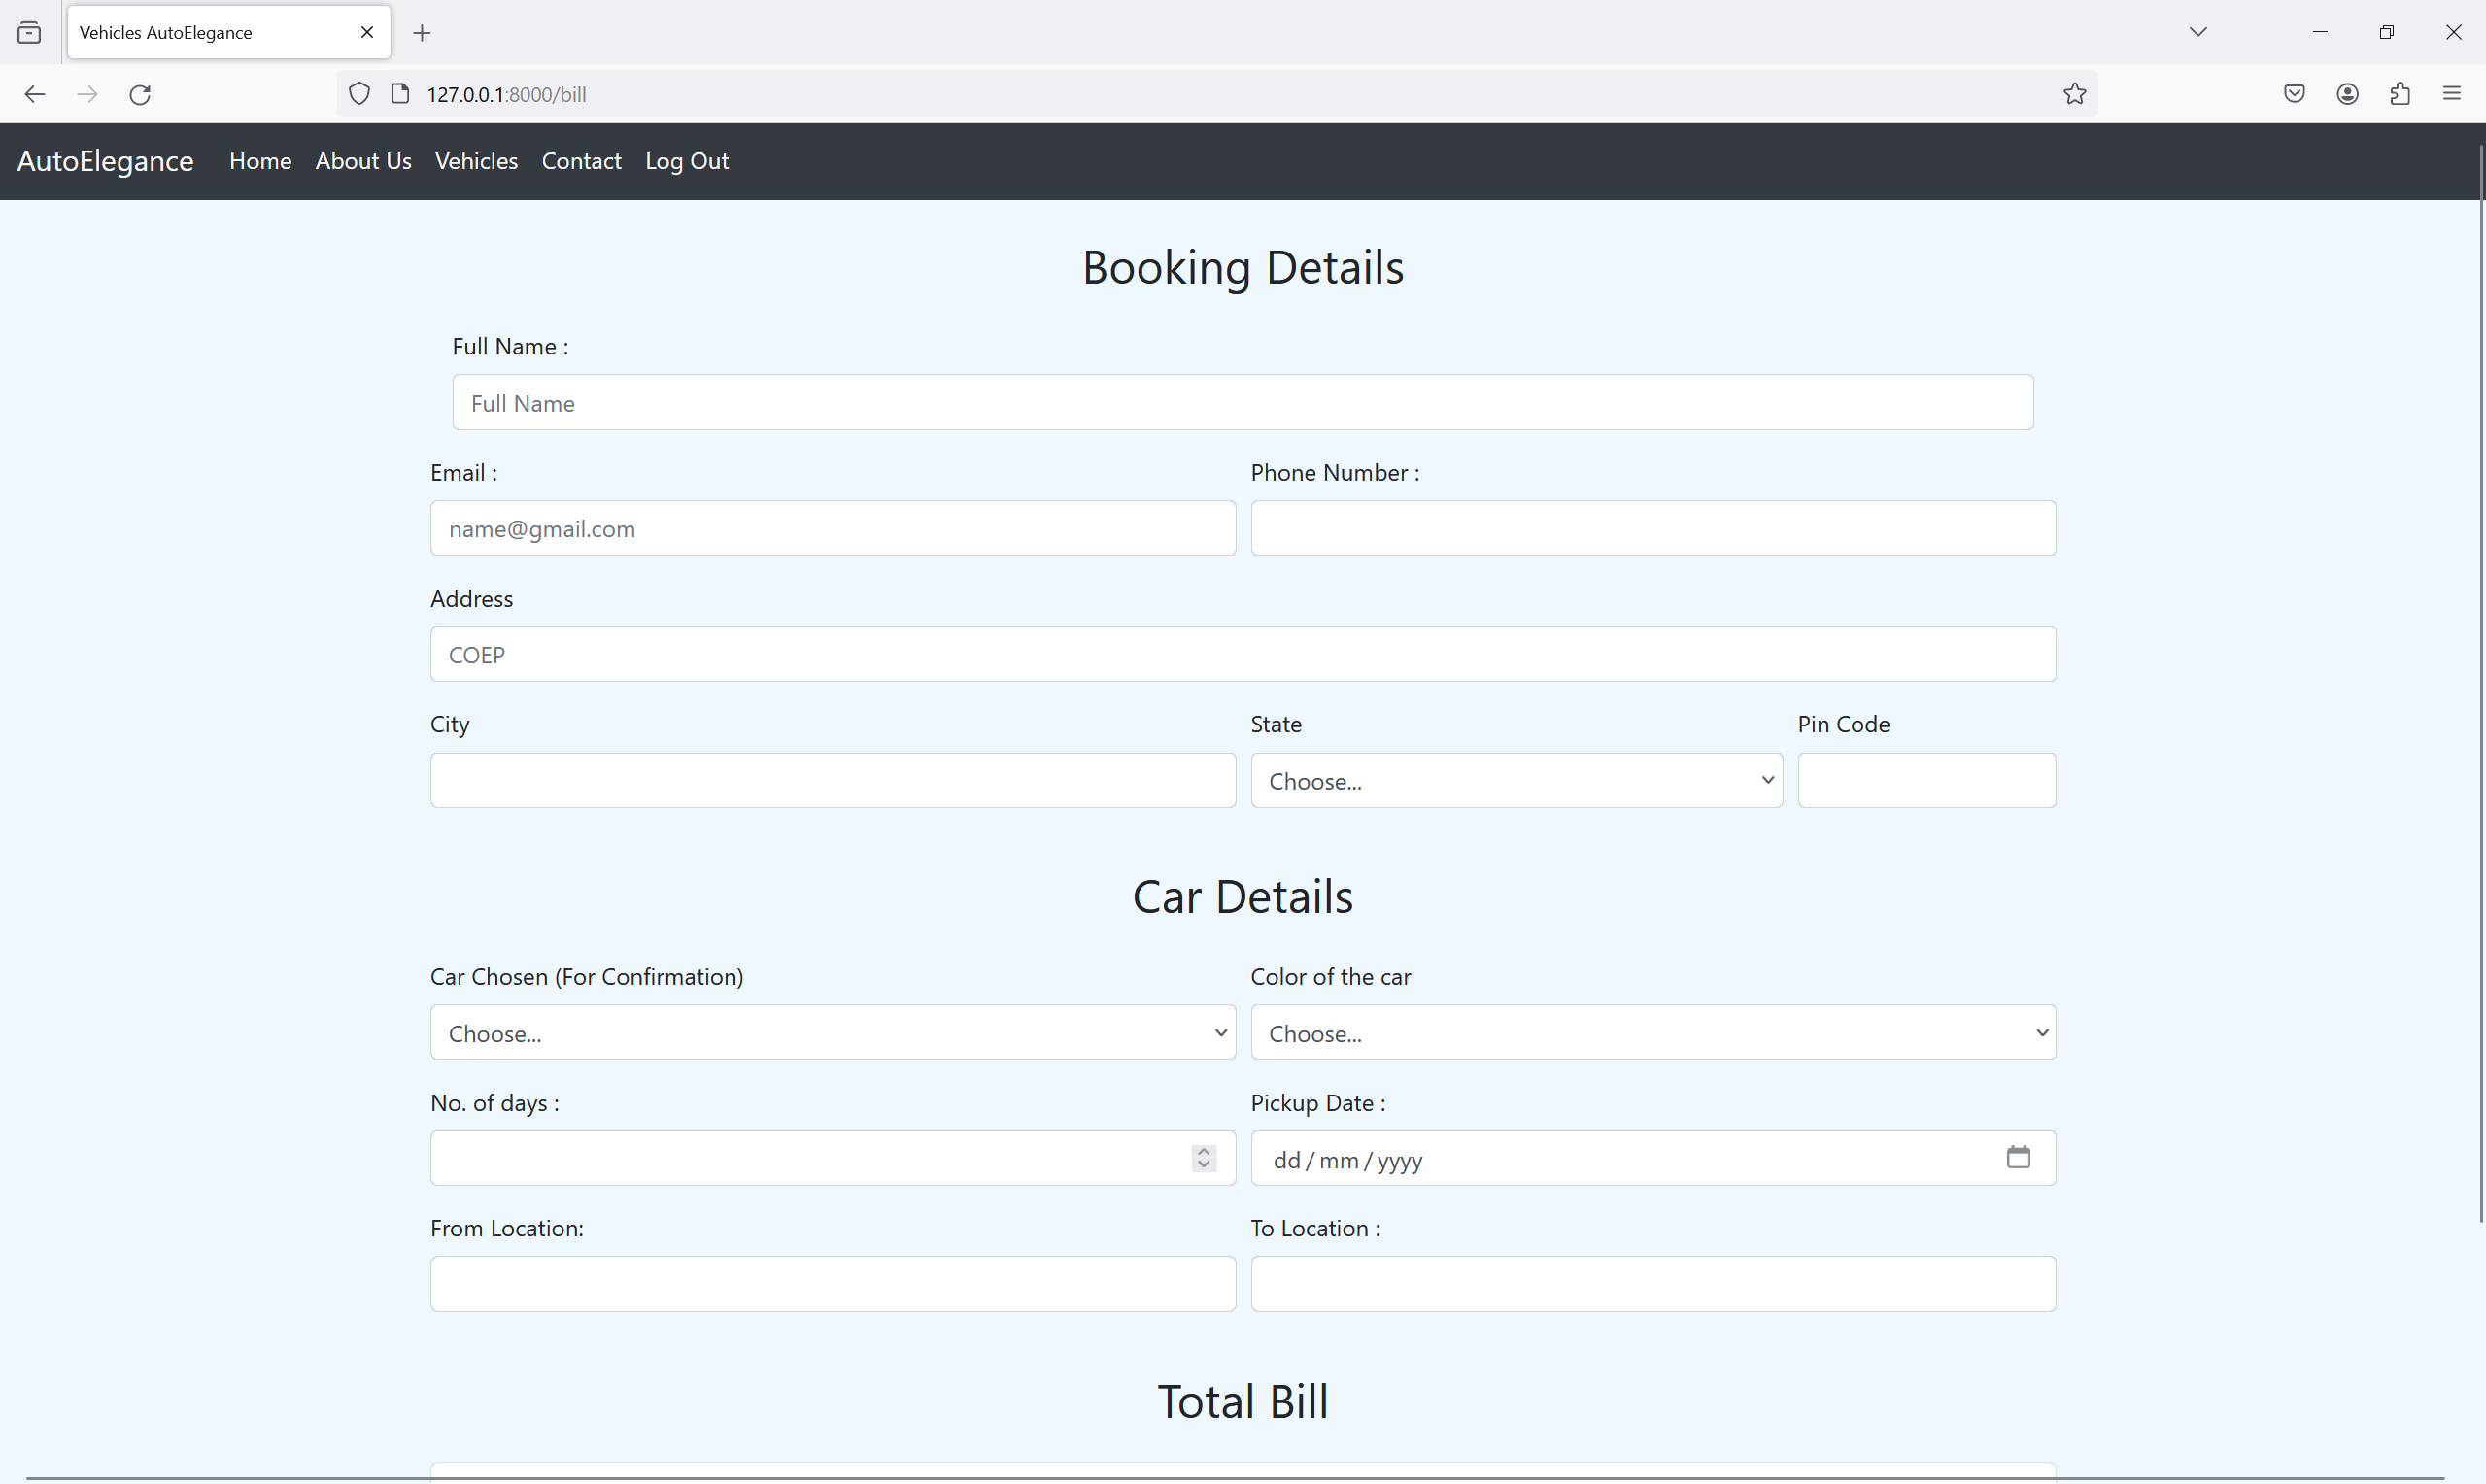 Vehicles AutoElegance
127.0.0.1:8000/bill
AutoElegance Home About Us Vehicles Contact Log Out
Booking Details
Full Name :
Full Name
Email : Phone Number :
name@gmail.com
Address
COEP
City State Pin Code
Choose...
Car Details
Car Chosen (For Confirmation) Color of the car
Choose... Choose...
No. of days : Pickup Date :
dd / mm / yyyy
From Location: To Location :
Total Bill